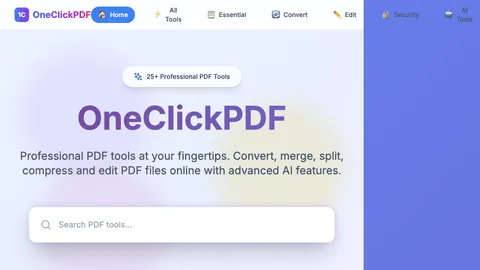 1C OneClickPDF Home All Tools Essential Convert Edit Security AI Tools
25+ Professional PDF Tools
OneClickPDF
Professional PDF tools at your fingertips. Convert, merge, split,
compress and edit PDF files online with advanced AI features.
Search PDF tools...